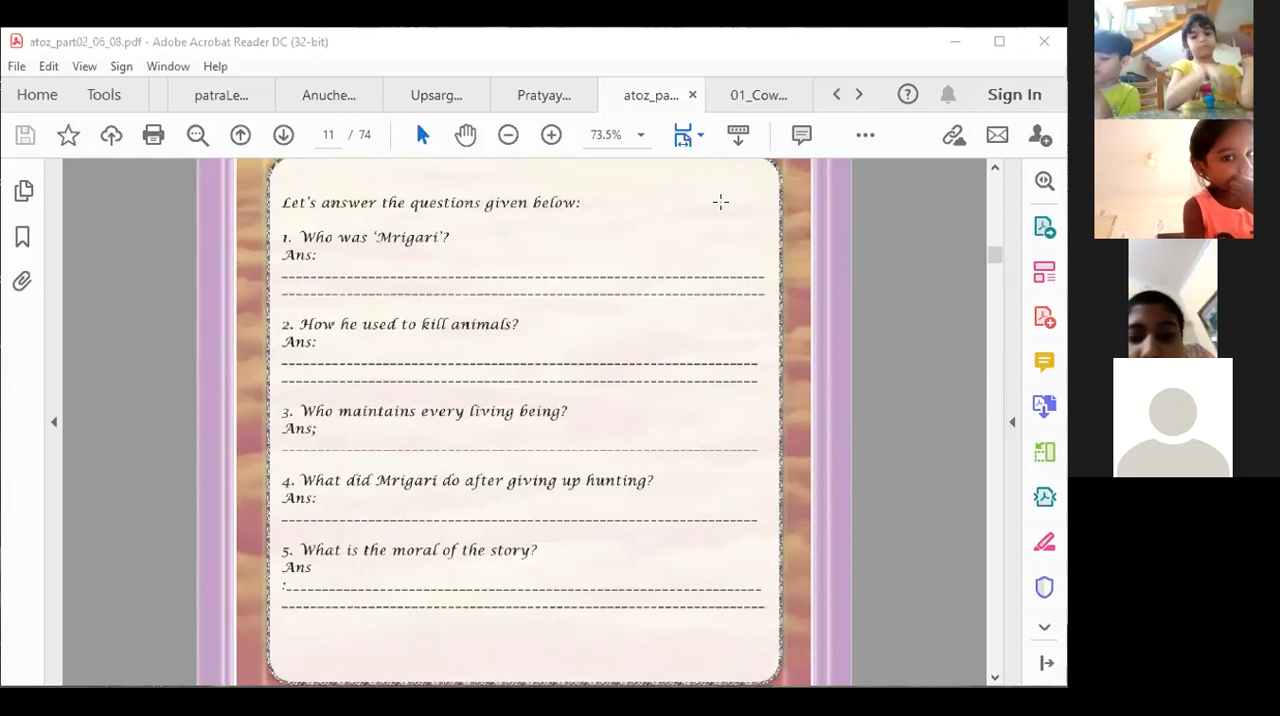 atoz_part02_06_08.pdf - Adobe Acrobat Reader DC (32-bit)
File Edit View Sign Window Help
Home Tools patraLe... Anuche... Upsarg... Pratyay... atoz_pa... 01_Cow... Sign In
11 / 74 73.5%
Let's answer the questions given below:
1. Who was 'Mrigari'?
Ans:
2. How he used to kill animals?
Ans:
3. Who maintains every living being?
Ans;
4. What did Mrigari do after giving up hunting?
Ans:
5. What is the moral of the story?
Ans
: